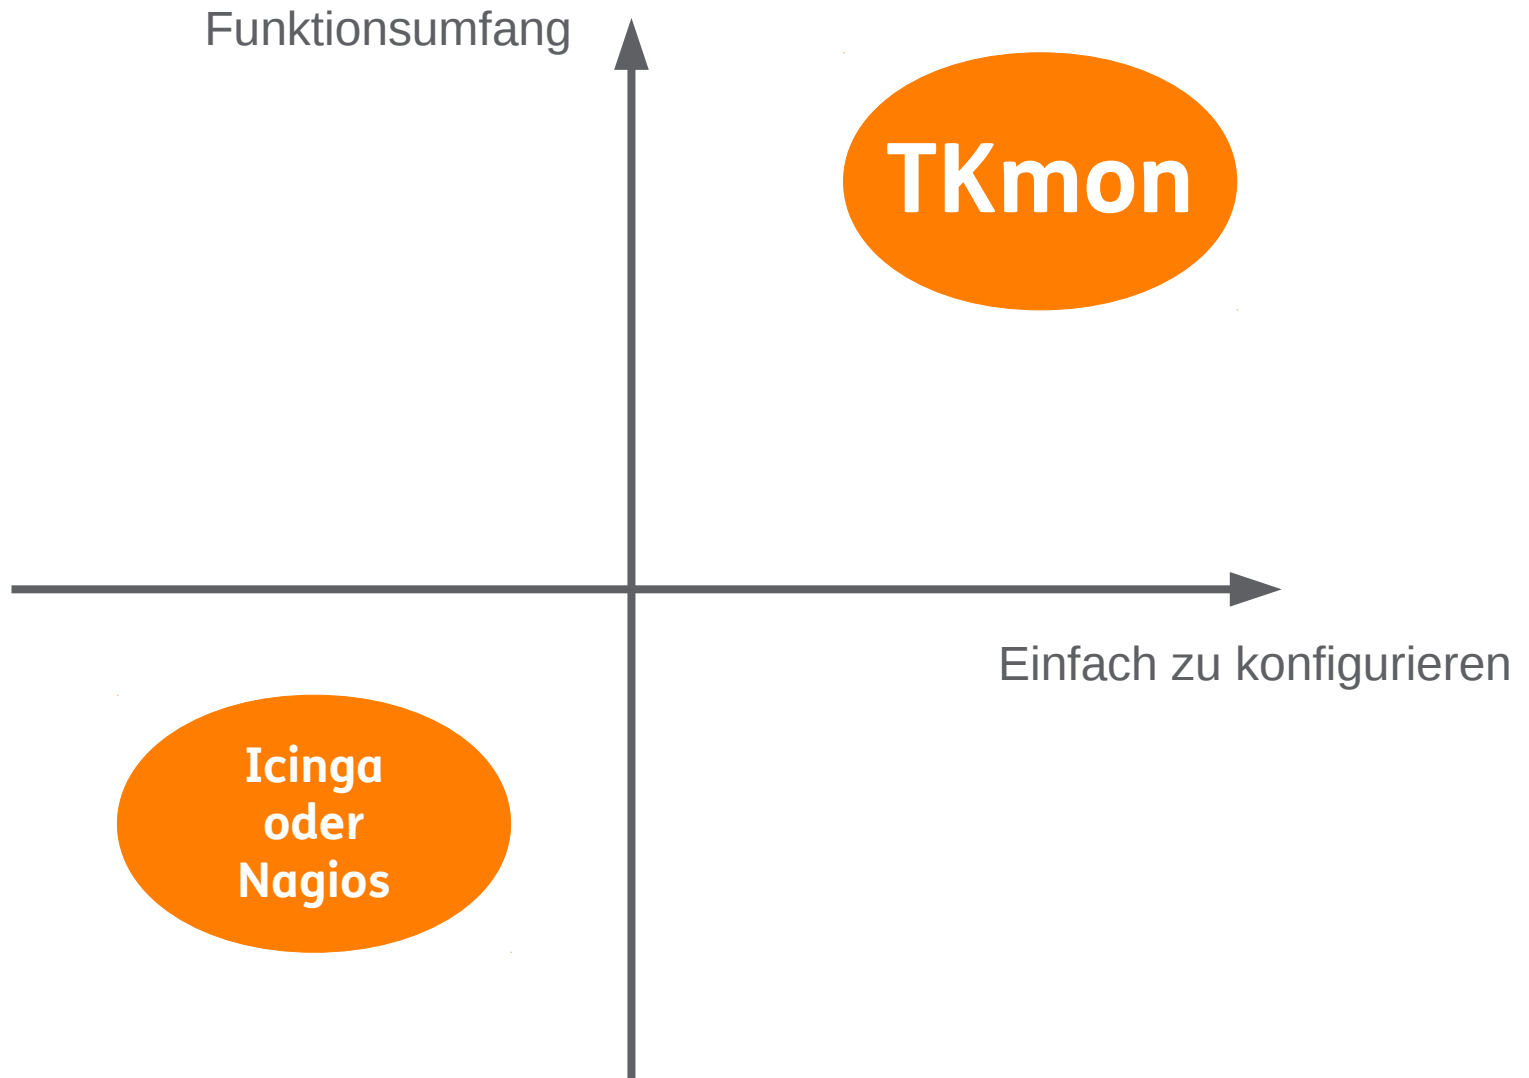 Funktionsumfang
TKmon
Einfach zu konfigurieren
Icinga
oder
Nagios